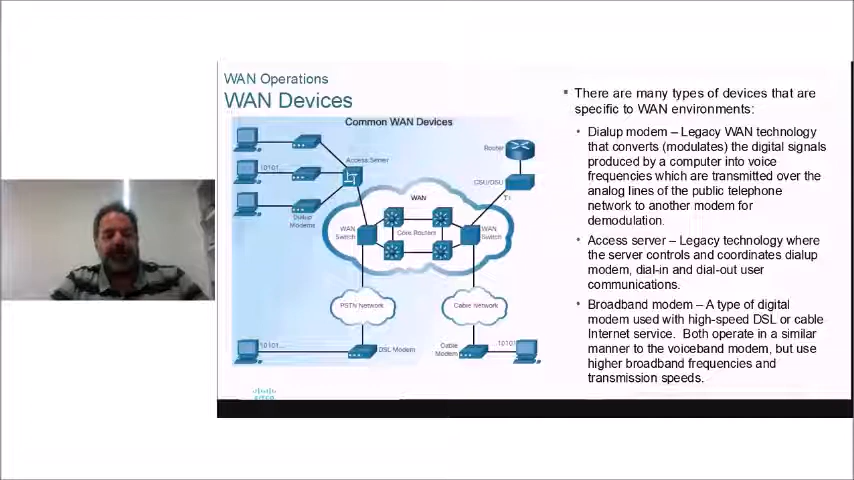 WAN Operations
WAN Devices
Common WAN Devices
Access Server
10101...
Dialup
Modems
WAN
WAN
Switch
Core Routers
WAN
Switch
Router
CSU/DSU
T1
PSTN Network
Cable Network
10101...
DSL Modem
Cable
Modem
10101
There are many types of devices that are
specific to WAN environments:
Dialup modem – Legacy WAN technology
that converts (modulates) the digital signals
produced by a computer into voice
frequencies which are transmitted over the
analog lines of the public telephone
network to another modem for
demodulation.
Access server – Legacy technology where
the server controls and coordinates dialup
modem, dial-in and dial-out user
communications.
Broadband modem – A type of digital
modem used with high-speed DSL or cable
Internet service. Both operate in a similar
manner to the voiceband modem, but use
higher broadband frequencies and
transmission speeds.